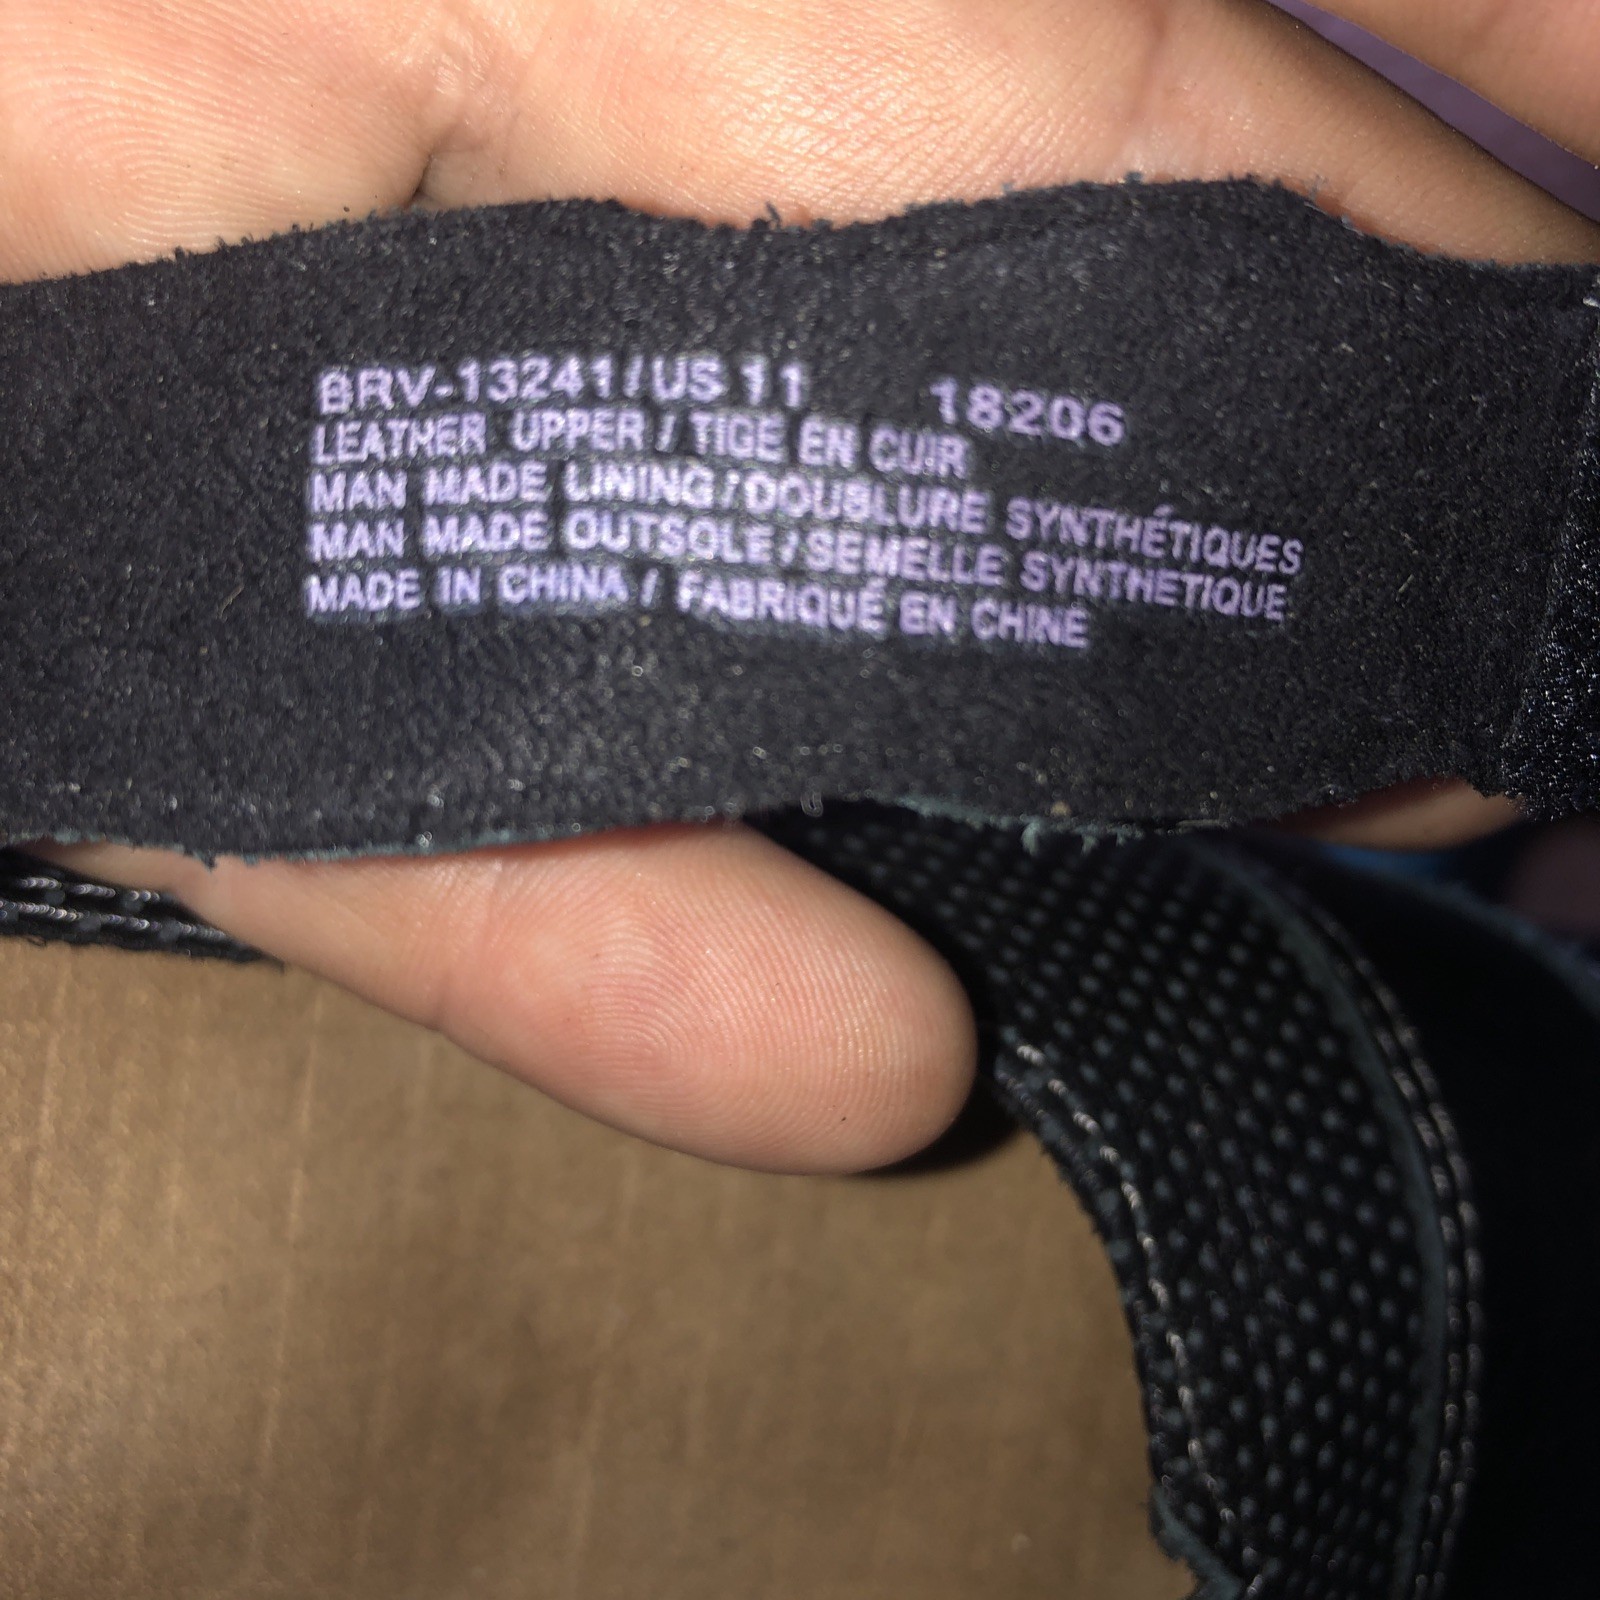 BRV-13241/US 11 18206
LEATHER UPPER / TIGE EN CUIR
MAN MADE LINING / DOUBLURE SYNTHÉTIQUES
MAN MADE OUTSOLE / SEMELLE SYNTHETIQUE
MADE IN CHINA / FABRIQUÉ EN CHINE